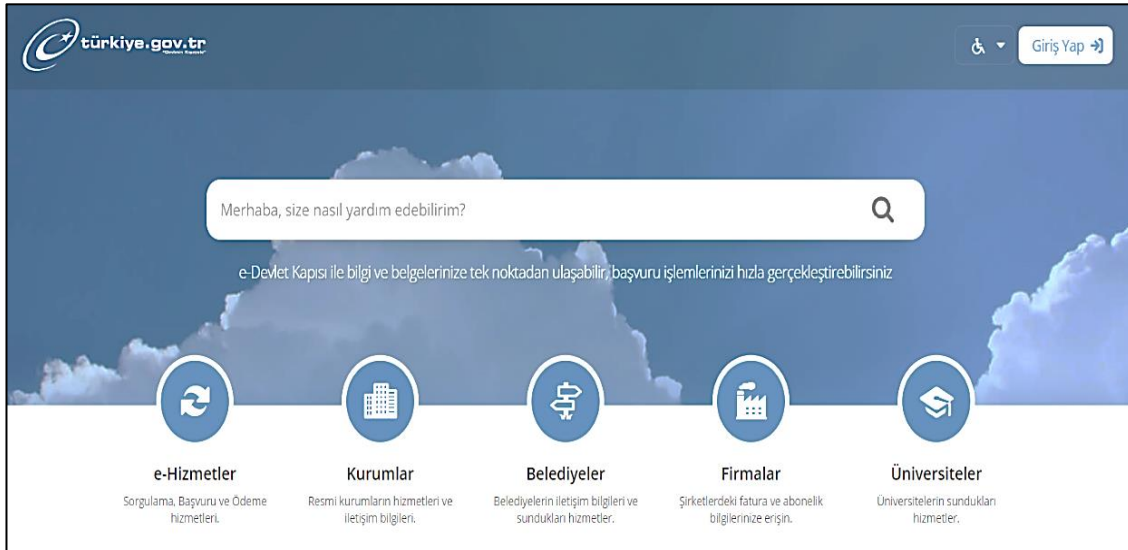 türkiye.gov.tr
"Devletin Kısayolu"
Giriş Yap
Merhaba, size nasıl yardım edebilirim?
e-Devlet Kapısı ile bilgi ve belgelerinize tek noktadan ulaşabilir, başvuru işlemlerinizi hızla gerçekleştirebilirsiniz
e-Hizmetler
Sorgulama, Başvuru ve Ödeme
hizmetleri.
Kurumlar
Resmi kurumların hizmetleri ve
iletişim bilgileri.
Belediyeler
Belediyelerin iletişim bilgileri ve
sundukları hizmetler.
Firmalar
Şirketlerdeki fatura ve abonelik
bilgilerinize erişin.
Üniversiteler
Üniversitelerin sundukları
hizmetler.